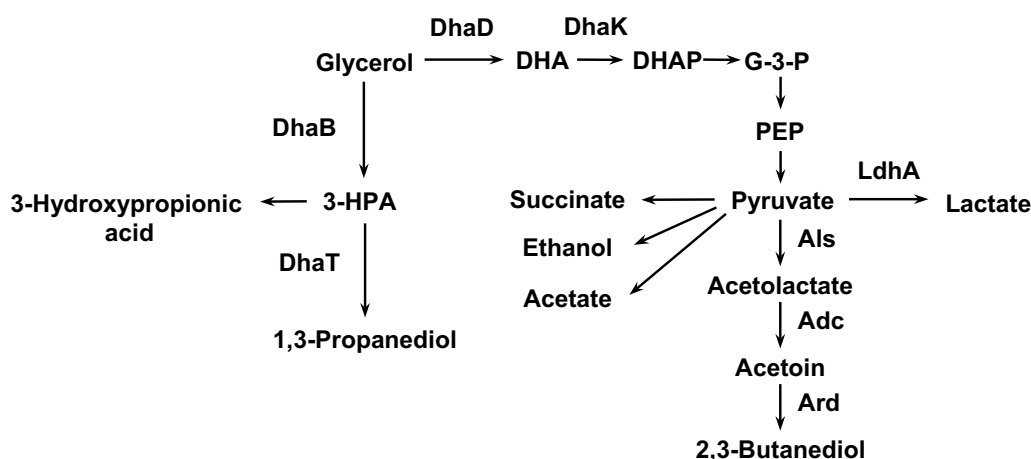 DhaD
DhaK
Glycerol
DHA
DHAP
G-3-P
DhaB
PEP
LdhA
3-Hydroxypropionic
acid
3-HPA
Succinate
Pyruvate
Lactate
DhaT
Ethanol
Als
Acetate
Acetolactate
Adc
1,3-Propanediol
Acetoin
Ard
2,3-Butanediol